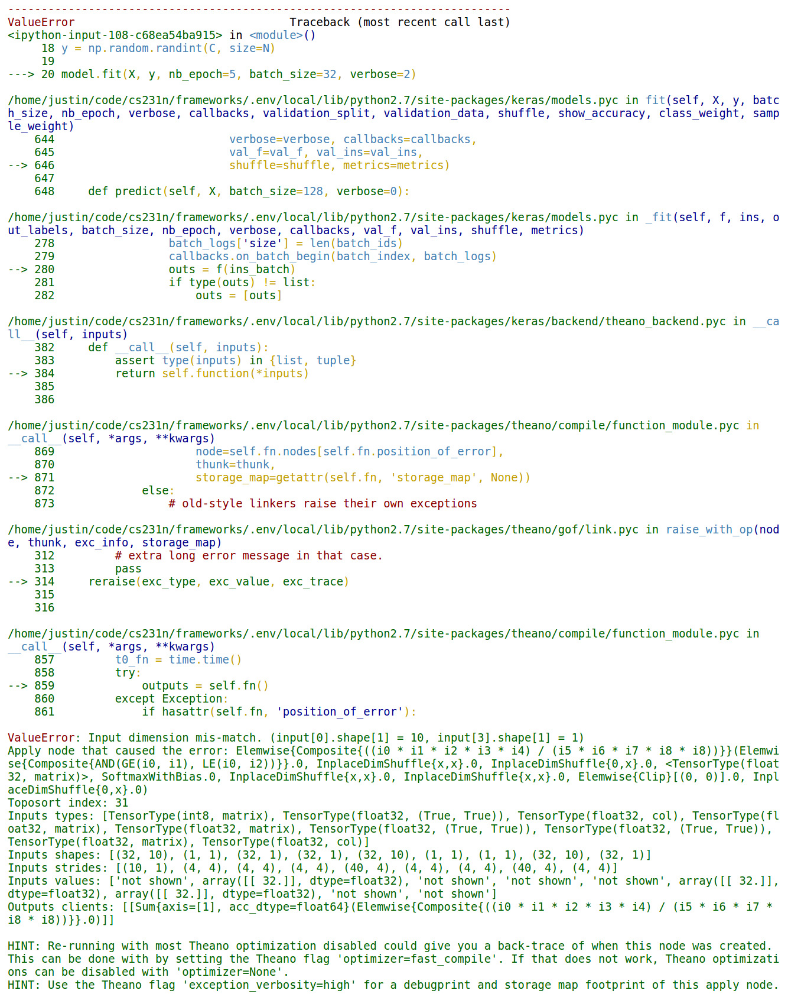 ---------------------------------------------------------------------------
ValueError                                Traceback (most recent call last)
<ipython-input-108-c68ea54ba915> in <module>()
     18 y = np.random.randint(C, size=N)
     19
---> 20 model.fit(X, y, nb_epoch=5, batch_size=32, verbose=2)

/home/justin/code/cs231n/frameworks/.env/local/lib/python2.7/site-packages/keras/models.pyc in fit(self, X, y, batc
h_size, nb_epoch, verbose, callbacks, validation_split, validation_data, shuffle, show_accuracy, class_weight, samp
le_weight)
    644                          verbose=verbose, callbacks=callbacks,
    645                          val_f=val_f, val_ins=val_ins,
--> 646                          shuffle=shuffle, metrics=metrics)
    647
    648     def predict(self, X, batch_size=128, verbose=0):

/home/justin/code/cs231n/frameworks/.env/local/lib/python2.7/site-packages/keras/models.pyc in _fit(self, f, ins, o
ut_labels, batch_size, nb_epoch, verbose, callbacks, val_f, val_ins, shuffle, metrics)
    278                 batch_logs['size'] = len(batch_ids)
    279                 callbacks.on_batch_begin(batch_index, batch_logs)
--> 280                 outs = f(ins_batch)
    281                 if type(outs) != list:
    282                     outs = [outs]

/home/justin/code/cs231n/frameworks/.env/local/lib/python2.7/site-packages/keras/backend/theano_backend.pyc in __ca
ll__(self, inputs)
    382     def __call__(self, inputs):
    383         assert type(inputs) in {list, tuple}
--> 384         return self.function(*inputs)
    385
    386

/home/justin/code/cs231n/frameworks/.env/local/lib/python2.7/site-packages/theano/compile/function_module.pyc in
__call__(self, *args, **kwargs)
    869                     node=self.fn.nodes[self.fn.position_of_error],
    870                     thunk=thunk,
--> 871                     storage_map=getattr(self.fn, 'storage_map', None))
    872             else:
    873                 # old-style linkers raise their own exceptions

/home/justin/code/cs231n/frameworks/.env/local/lib/python2.7/site-packages/theano/gof/link.pyc in raise_with_op(nod
e, thunk, exc_info, storage_map)
    312         # extra long error message in that case.
    313         pass
--> 314     reraise(exc_type, exc_value, exc_trace)
    315
    316

/home/justin/code/cs231n/frameworks/.env/local/lib/python2.7/site-packages/theano/compile/function_module.pyc in
__call__(self, *args, **kwargs)
    857         t0_fn = time.time()
    858         try:
--> 859             outputs = self.fn()
    860         except Exception:
    861             if hasattr(self.fn, 'position_of_error'):

ValueError: Input dimension mis-match. (input[0].shape[1] = 10, input[3].shape[1] = 1)
Apply node that caused the error: Elemwise{Composite{((i0 * i1 * i2 * i3 * i4) / (i5 * i6 * i7 * i8 * i8))}}(Elemwi
se{Composite{AND(GE(i0, i1), LE(i0, i2))}}.0, InplaceDimShuffle{x,x}.0, InplaceDimShuffle{0,x}.0, <TensorType(float
32, matrix)>, SoftmaxWithBias.0, InplaceDimShuffle{x,x}.0, InplaceDimShuffle{x,x}.0, Elemwise{Clip}[(0, 0)].0, Inpl
aceDimShuffle{0,x}.0)
Toposort index: 31
Inputs types: [TensorType(int8, matrix), TensorType(float32, (True, True)), TensorType(float32, col), TensorType(fl
oat32, matrix), TensorType(float32, matrix), TensorType(float32, (True, True)), TensorType(float32, (True, True)),
TensorType(float32, matrix), TensorType(float32, col)]
Inputs shapes: [(32, 10), (1, 1), (32, 1), (32, 1), (32, 10), (1, 1), (1, 1), (32, 10), (32, 1)]
Inputs strides: [(10, 1), (4, 4), (4, 4), (4, 4), (40, 4), (4, 4), (4, 4), (40, 4), (4, 4)]
Inputs values: ['not shown', array([[ 32.]], dtype=float32), 'not shown', 'not shown', 'not shown', array([[ 32.]],
dtype=float32), array([[ 32.]], dtype=float32), 'not shown', 'not shown']
Outputs clients: [[Sum{axis=[1], acc_dtype=float64}(Elemwise{Composite{((i0 * i1 * i2 * i3 * i4) / (i5 * i6 * i7 *
i8 * i8))}}.0)]]

HINT: Re-running with most Theano optimization disabled could give you a back-trace of when this node was created.
This can be done with by setting the Theano flag 'optimizer=fast_compile'. If that does not work, Theano optimizati
ons can be disabled with 'optimizer=None'.
HINT: Use the Theano flag 'exception_verbosity=high' for a debugprint and storage map footprint of this apply node.